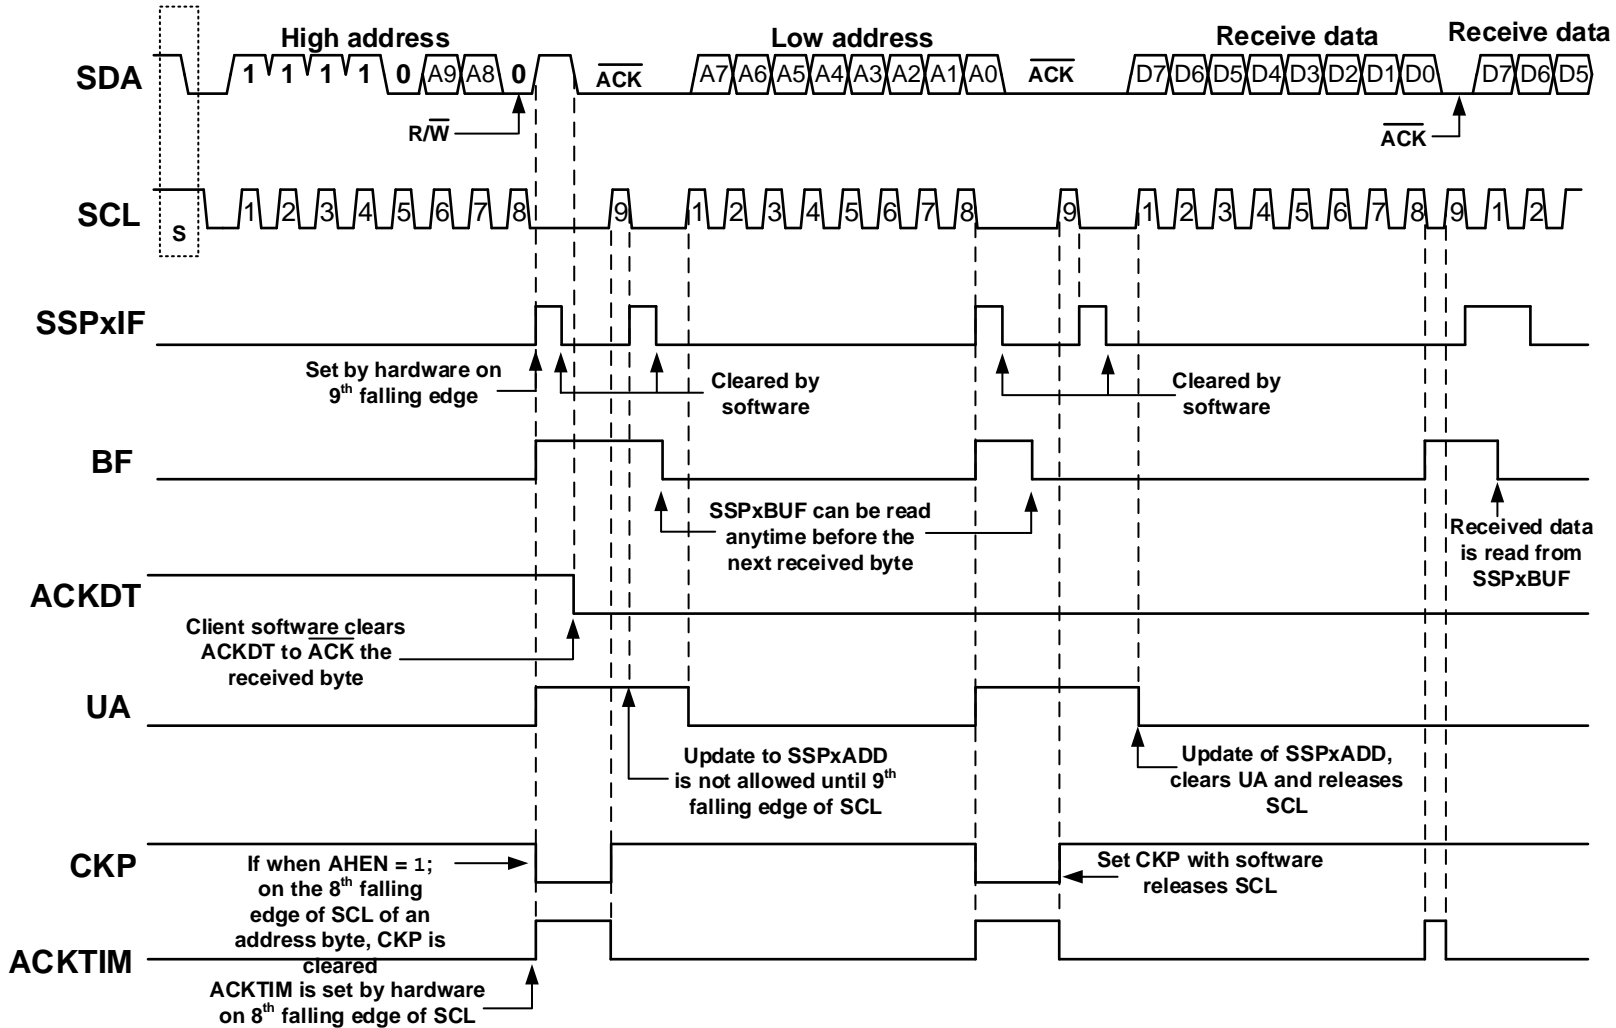 High address
Low address
Receive data
Receive data
SDA
1 1 1 1 0 A9 A8 0
ACK
A7 A6 A5 A4 A3 A2 A1 A0
ACK
D7 D6 D5 D4 D3 D2 D1 D0
D7 D6 D5
R/W
ACK
SCL
S
1 2 3 4 5 6 7 8 9
1 2 3 4 5 6 7 8 9
1 2 3 4 5 6 7 8 9
1 2
SSPxIF
Set by hardware on
9th falling edge
Cleared by
software
Cleared by
software
BF
SSPxBUF can be read
anytime before the
next received byte
Received data
is read from
SSPxBUF
ACKDT
Client software clears
ACKDT to ACK the
received byte
UA
Update to SSPxADD
is not allowed until 9th
falling edge of SCL
Update of SSPxADD,
clears UA and releases
SCL
CKP
If when AHEN = 1;
on the 8th falling
edge of SCL of an
address byte, CKP is
cleared
Set CKP with software
releases SCL
ACKTIM
ACKTIM is set by hardware
on 8th falling edge of SCL